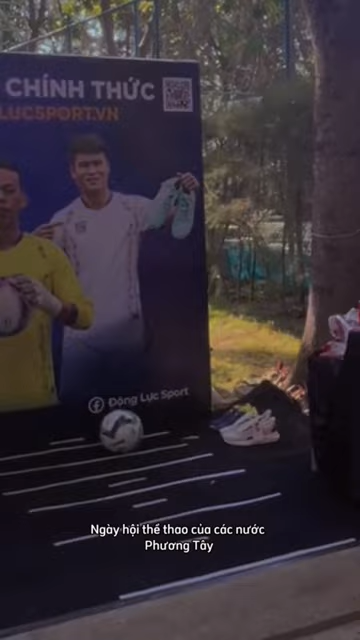 CHÍNH THỨC
LUCSPORT.VN
Động Lực Sport
Ngày hội thể thao của các nước
Phương Tây